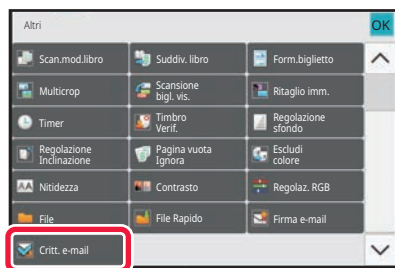 Altri
OK
Scan.mod.libro
Suddiv. libro
Form.biglietto
Multicrop
Scansione
bigl. vis.
Ritaglio imm.
Timer
Timbro
Verif.
Regolazione
sfondo
Regolazione
Inclinazione
Pagina vuota
Ignora
Escludi
colore
Nitidezza
Contrasto
Regolaz. RGB
File
File Rapido
Firma e-mail
Critt. e-mail